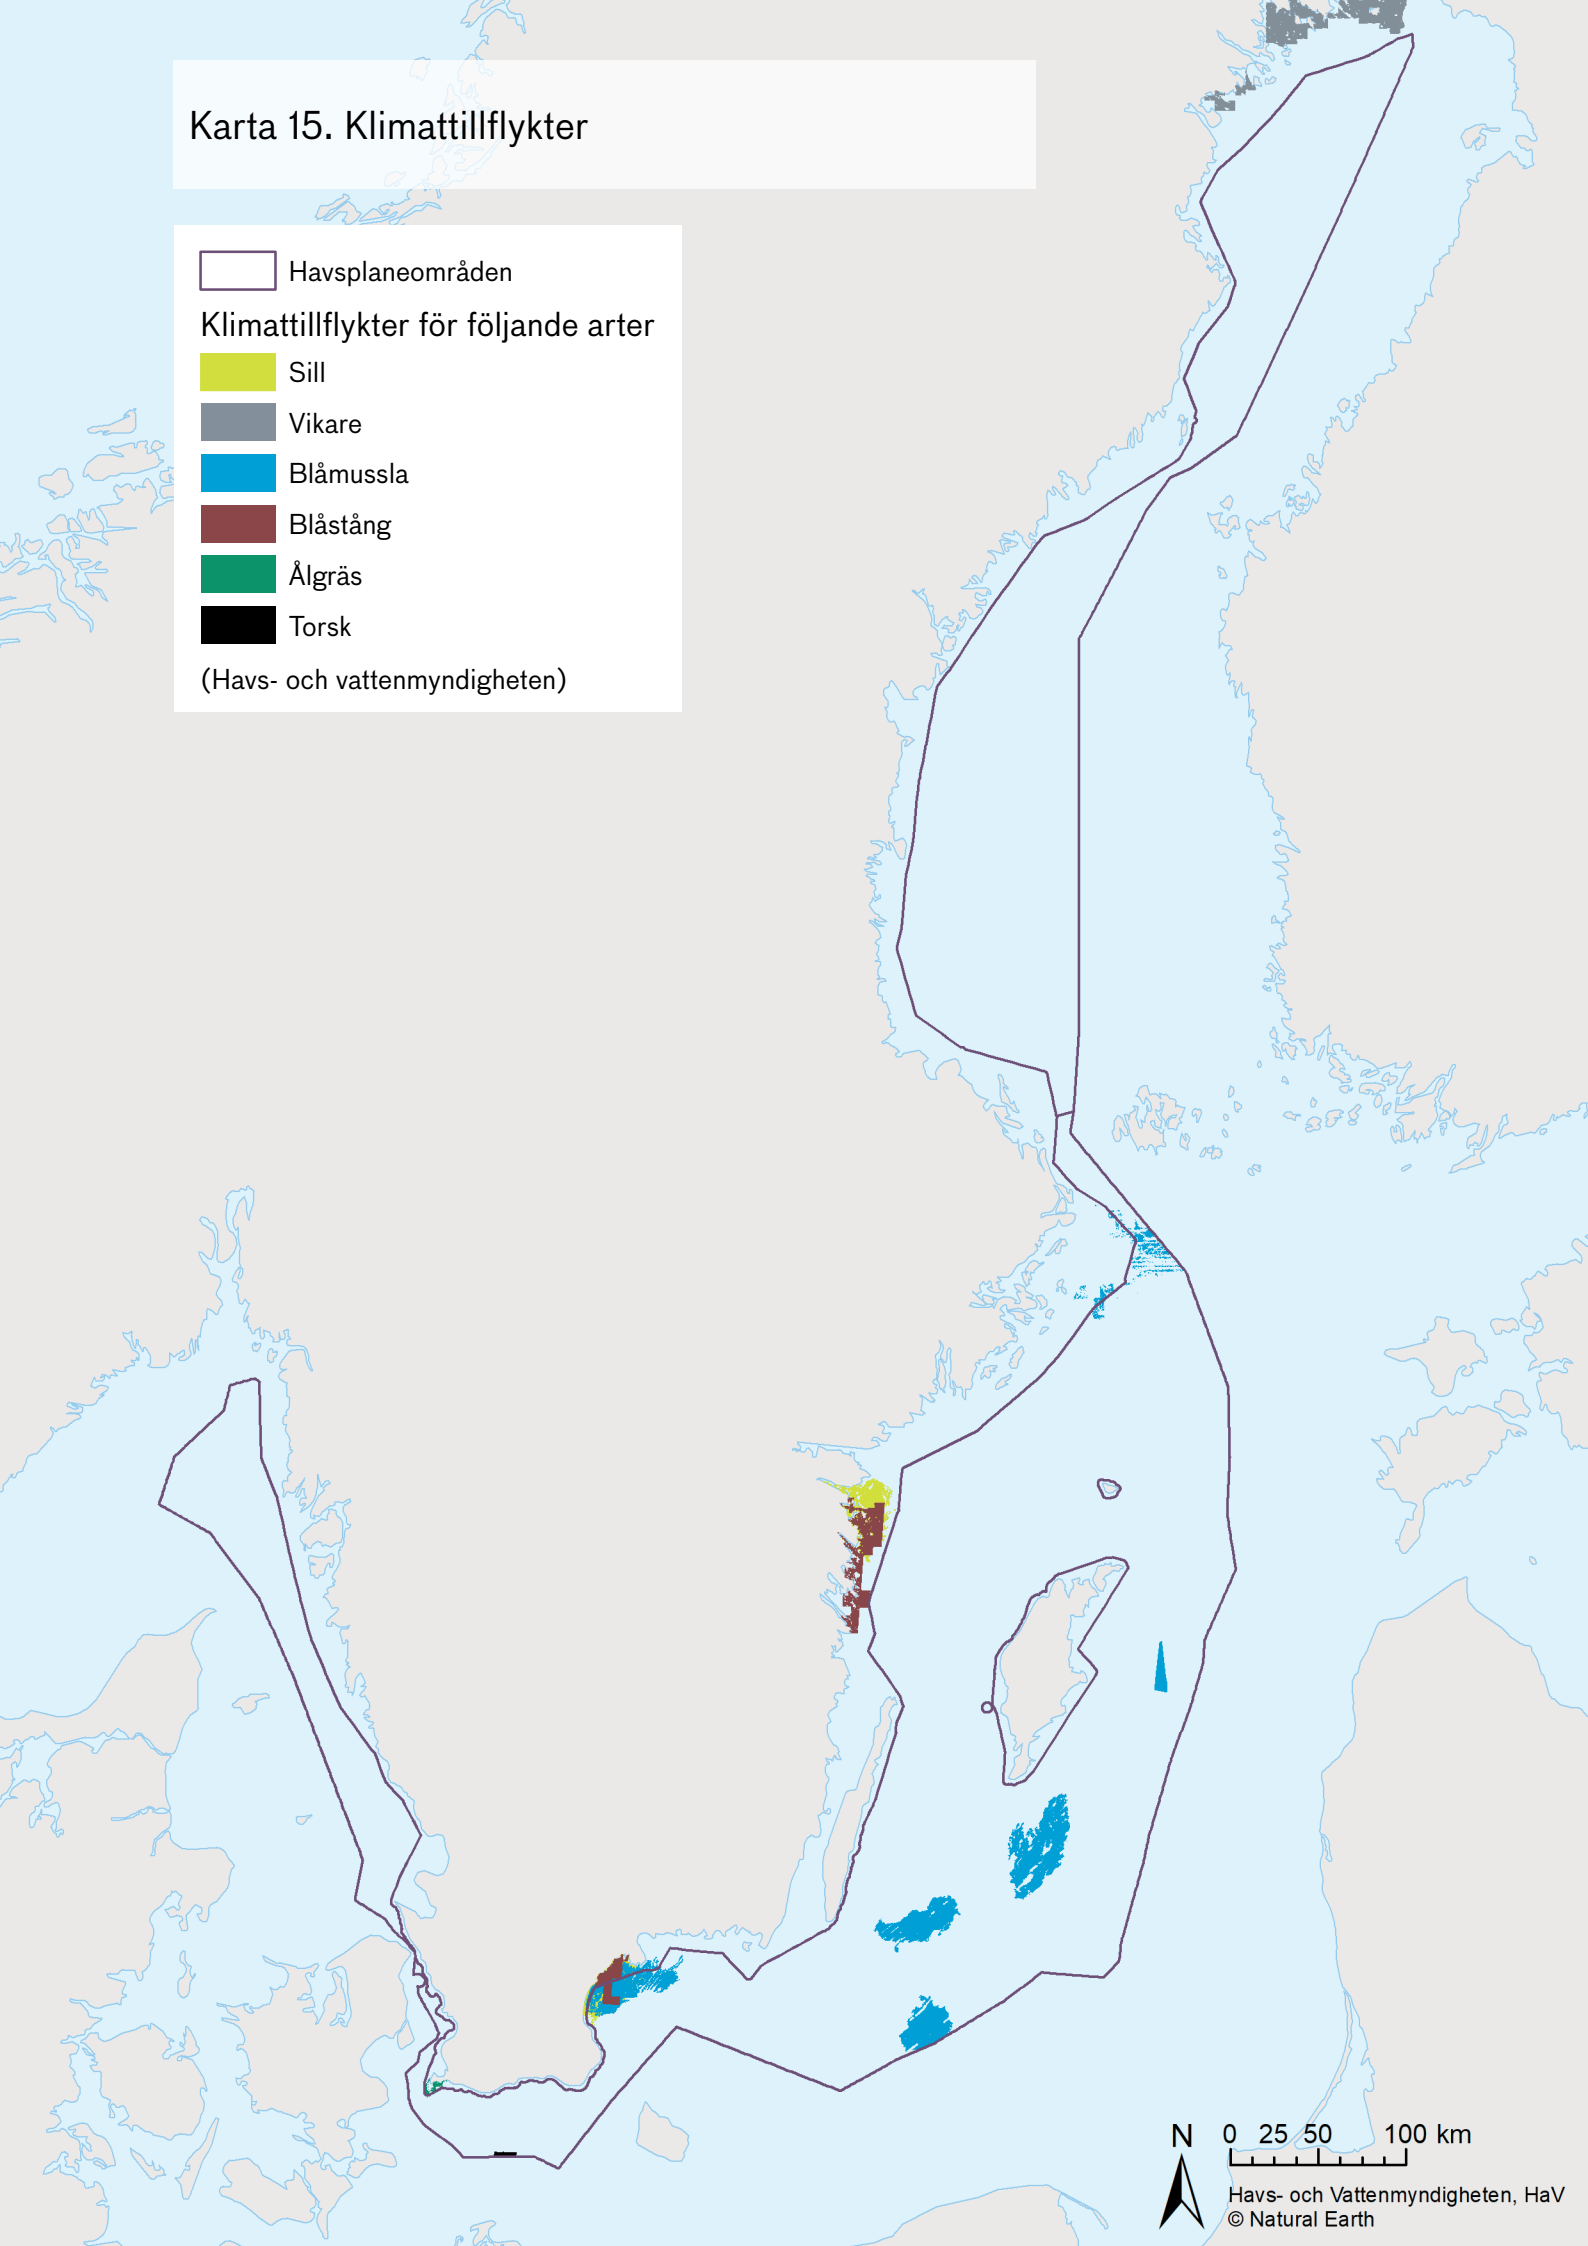 Karta 15. Klimattillflykter
Havsplaneområden
Klimattillflykter för följande arter
Sill
Vikare
Blåmussla
Blåstång
Ålgräs
Torsk
(Havs- och vattenmyndigheten)
N 0 25 50 100 km
Havs- och Vattenmyndigheten, HaV
© Natural Earth